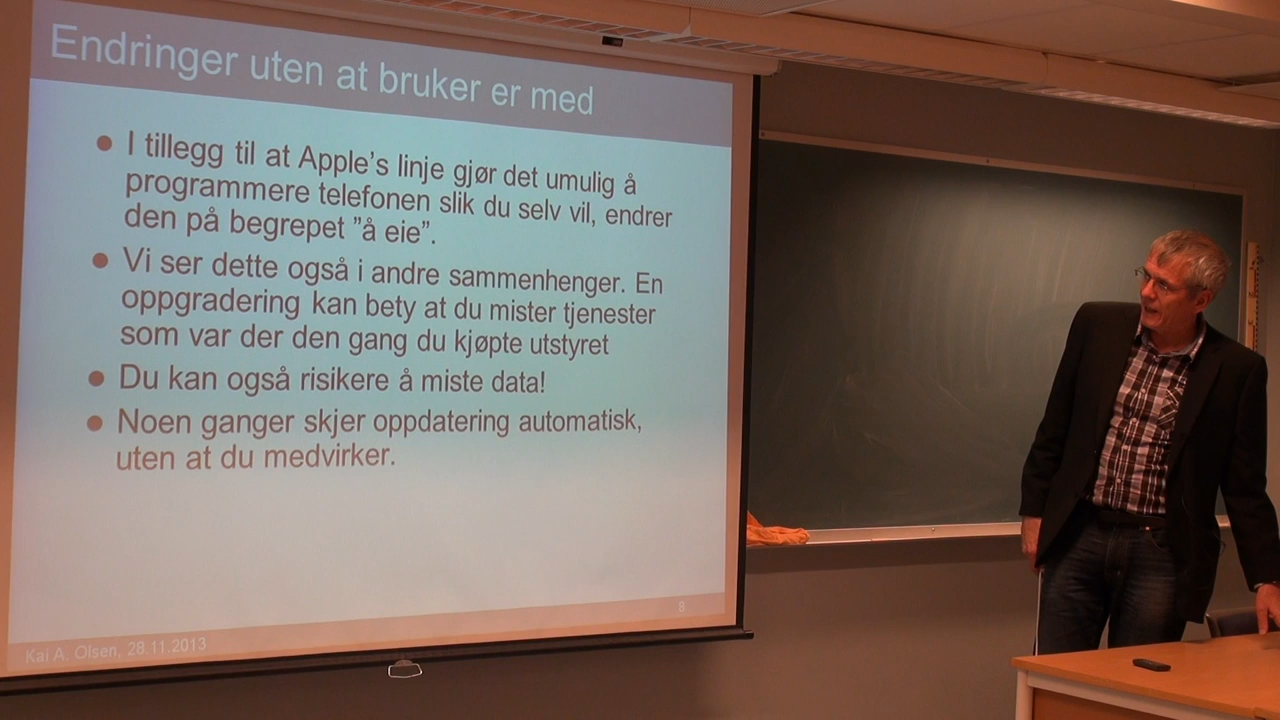 Endringer uten at bruker er med
● I tillegg til at Apple's linje gjør det umulig å
programmere telefonen slik du selv vil, endrer
den på begrepet ”å eie”.
● Vi ser dette også i andre sammenhenger. En
oppgradering kan bety at du mister tjenester
som var der den gang du kjøpte utstyret
● Du kan også risikere å miste data!
● Noen ganger skjer oppdatering automatisk,
uten at du medvirker.
8
Kai A. Olsen, 28.11.2013